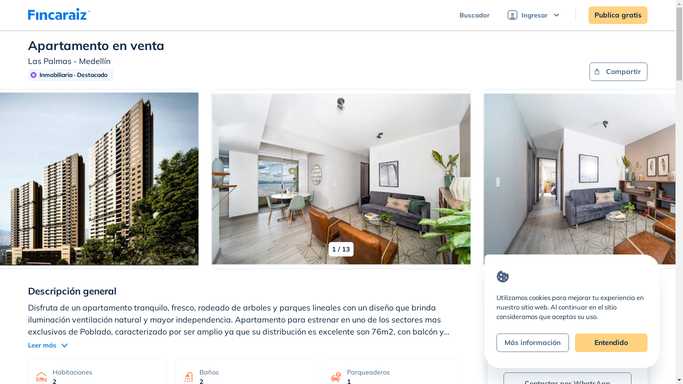 Fincaraiz
Buscador
Ingresar
Publica gratis
Apartamento en venta
Las Palmas - Medellín
Inmobiliaria · Destacado
Compartir
1 / 13
Descripción general
Disfruta de un apartamento tranquilo, fresco, rodeado de arboles y parques lineales con un diseño que brinda
iluminación ventilación natural y mayor independencia. Apartamento para estrenar en uno de los sectores mas
exclusivos de Poblado, caracterizado por ser amplio ya que su distribución es excelente son 76m2, con balcón y...
Leer más
Habitaciones
2
Baños
2
Parqueaderos
1
Utilizamos cookies para mejorar tu experiencia en
nuestro sitio web. Al continuar en el sitio
consideramos que aceptas su uso.
Más información
Entendido
Contactar por WhatsApp